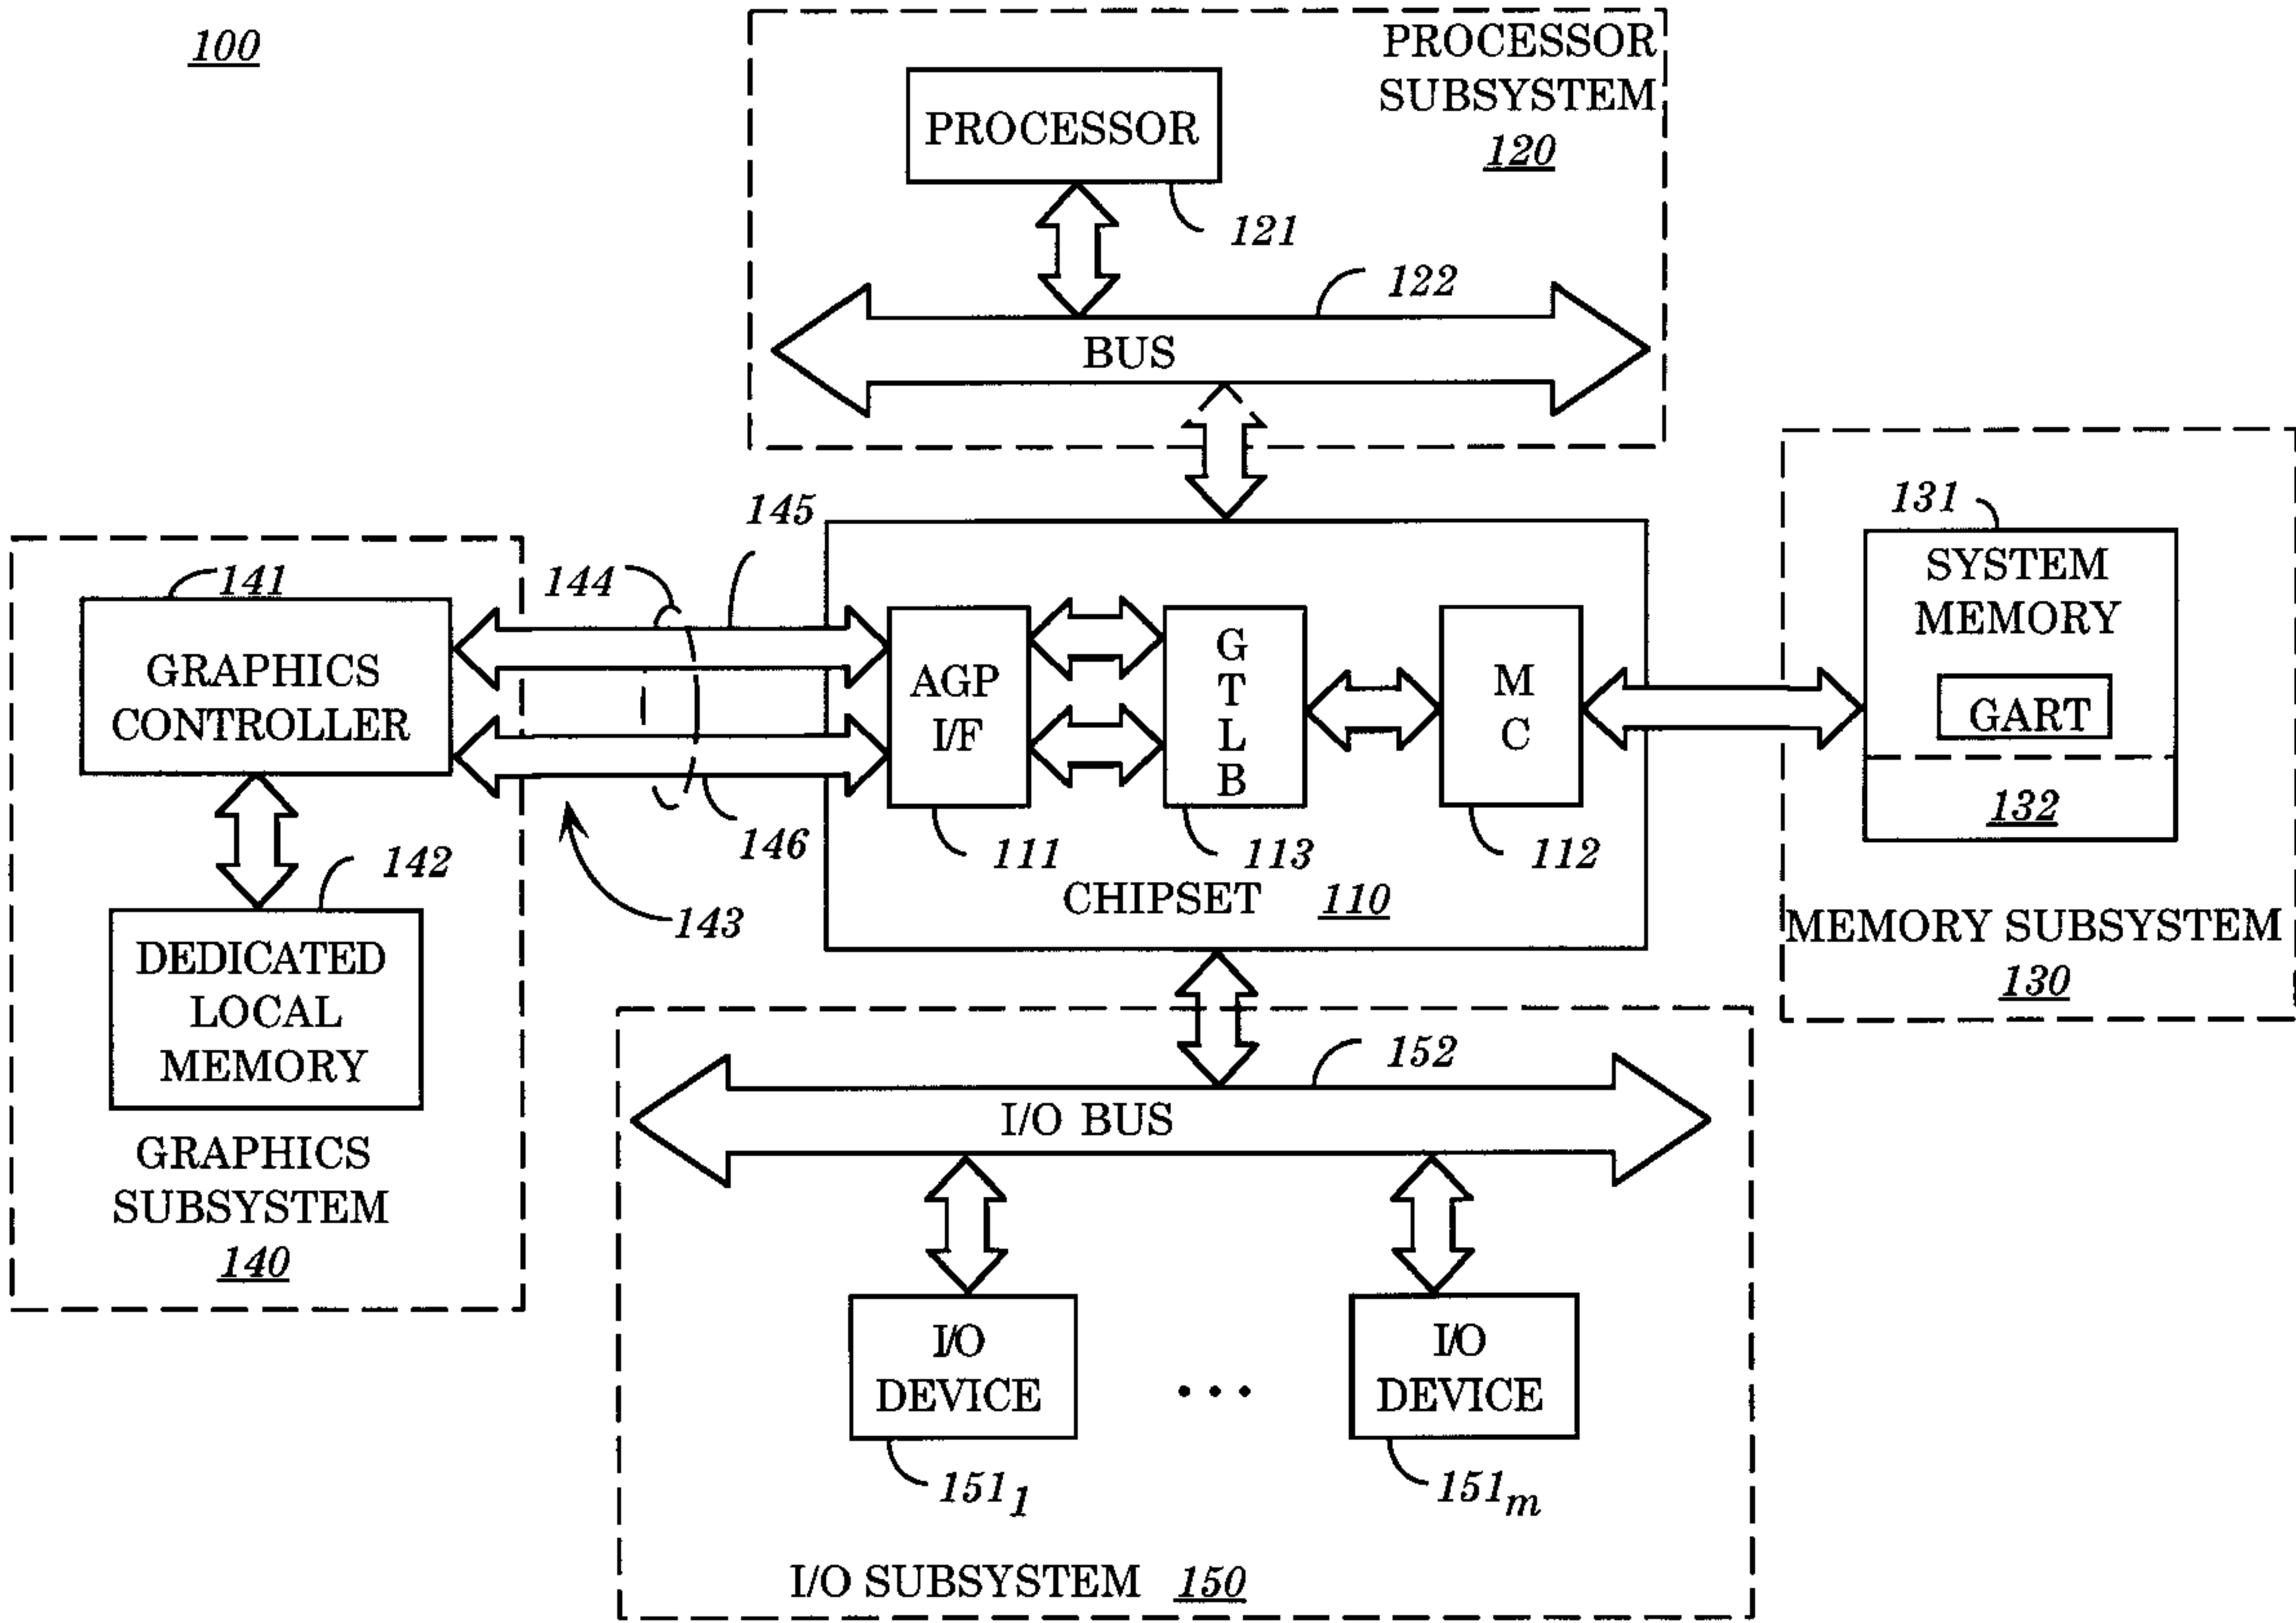 100
PROCESSOR
SUBSYSTEM
120
PROCESSOR
121
122
BUS
145
144
141
GRAPHICS
CONTROLLER
142
DEDICATED
LOCAL
MEMORY
GRAPHICS
SUBSYSTEM
140
146
143
AGP
I/F
111
G
T
L
B
113
M
C
112
CHIPSET 110
131
SYSTEM
MEMORY
GART
132
MEMORY SUBSYSTEM
130
152
I/O BUS
I/O
DEVICE
151₁
...
I/O
DEVICE
151ₘ
I/O SUBSYSTEM 150